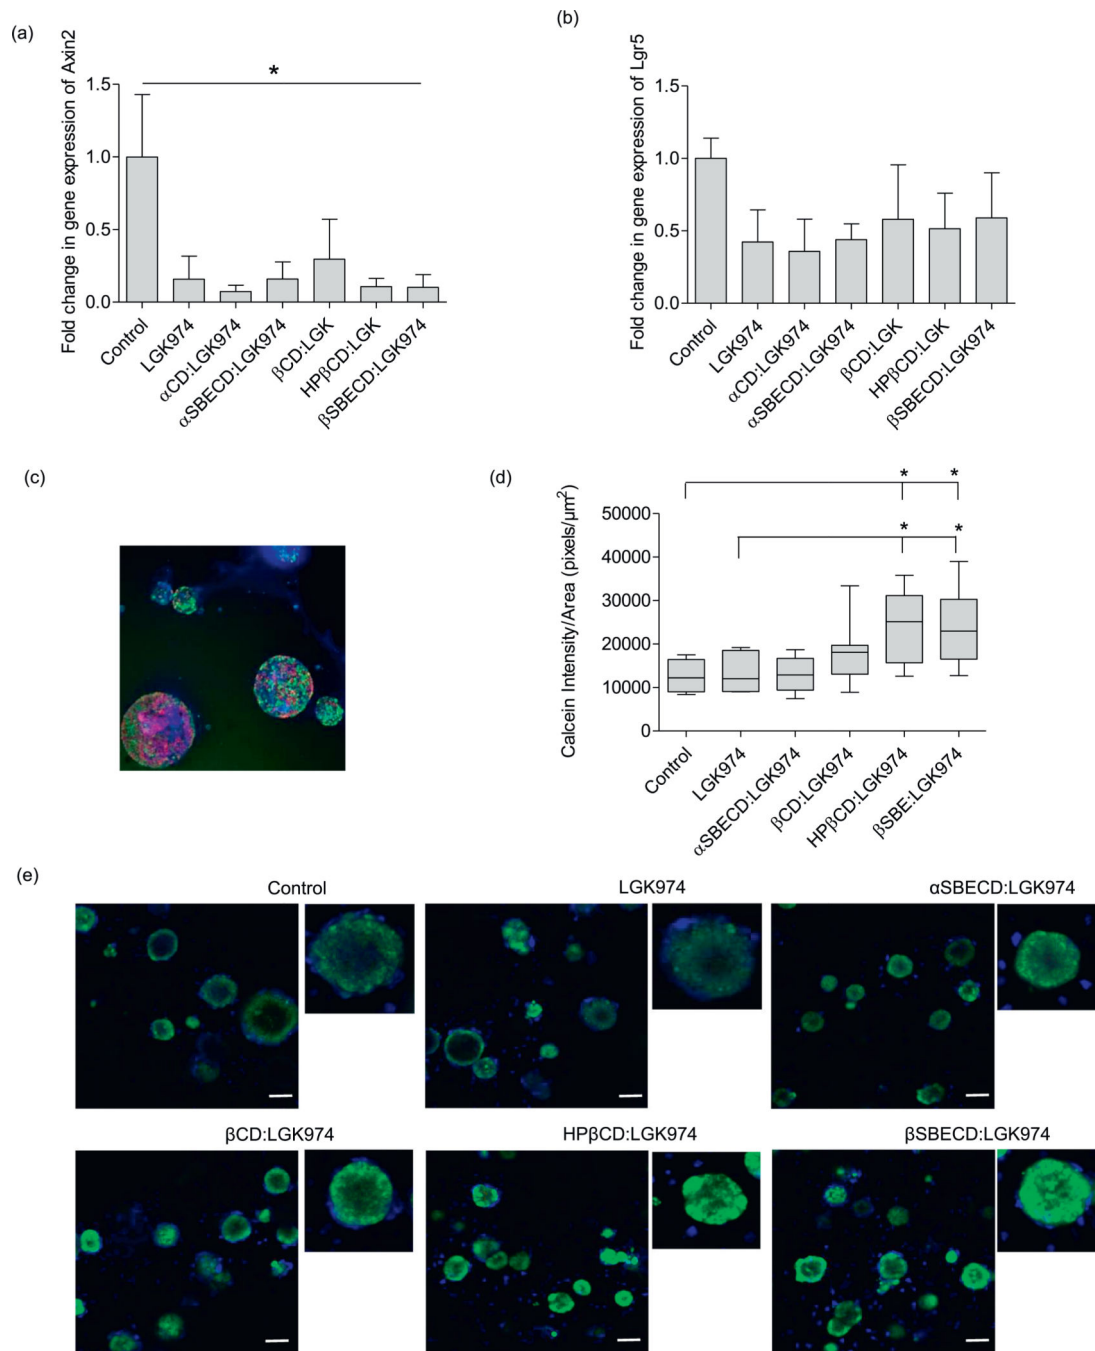 (a)
Fold change in gene expression of Axin2
*
1.5
1.0
0.5
0.0
Control
LGK974
αCD:LGK974
αSBECD:LGK974
βCD:LGK
HPβCD:LGK
βSBECD:LGK974
(b)
Fold change in gene expression of Lgr5
1.5
1.0
0.5
0.0
Control
LGK974
αCD:LGK974
αSBECD:LGK974
βCD:LGK
HPβCD:LGK
βSBECD:LGK974
(c)
(d)
Calcein Intensity/Area (pixels/μm²)
* *
* *
50000
40000
30000
20000
10000
0
Control
LGK974
αSBECD:LGK974
βCD:LGK974
HPβCD:LGK974
βSBE:LGK974
(e)
Control
LGK974
αSBECD:LGK974
βCD:LGK974
HPβCD:LGK974
βSBECD:LGK974